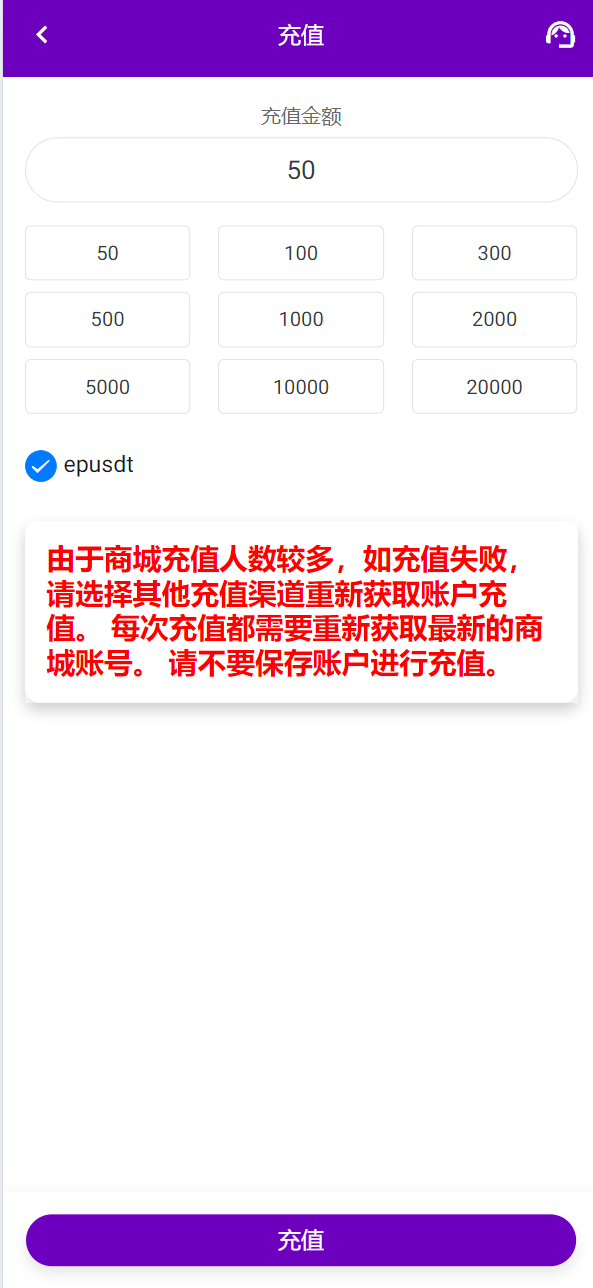 充值
充值金额
50
50
100
300
500
1000
2000
5000
10000
20000
epusdt
由于商城充值人数较多，如充值失败，
请选择其他充值渠道重新获取账户充
值。 每次充值都需要重新获取最新的商
城账号。 请不要保存账户进行充值。
充值